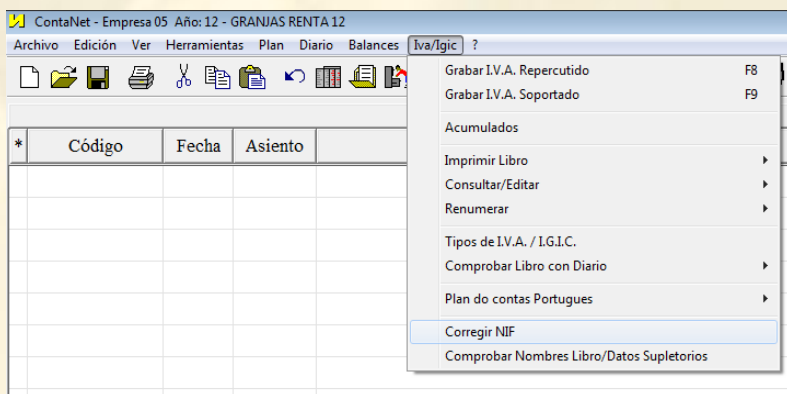 ContaNet - Empresa 05 Año: 12 - GRANJAS RENTA 12
Archivo Edición Ver Herramientas Plan Diario Balances Iva/Igic ?
Grabar I.V.A. Repercutido F8
Grabar I.V.A. Soportado F9
Acumulados
Imprimir Libro
Consultar/Editar
Renumerar
Tipos de I.V.A. / I.G.I.C.
Comprobar Libro con Diario
Plan do contas Portugues
Corregir NIF
Comprobar Nombres Libro/Datos Supletorios
* Código Fecha Asiento